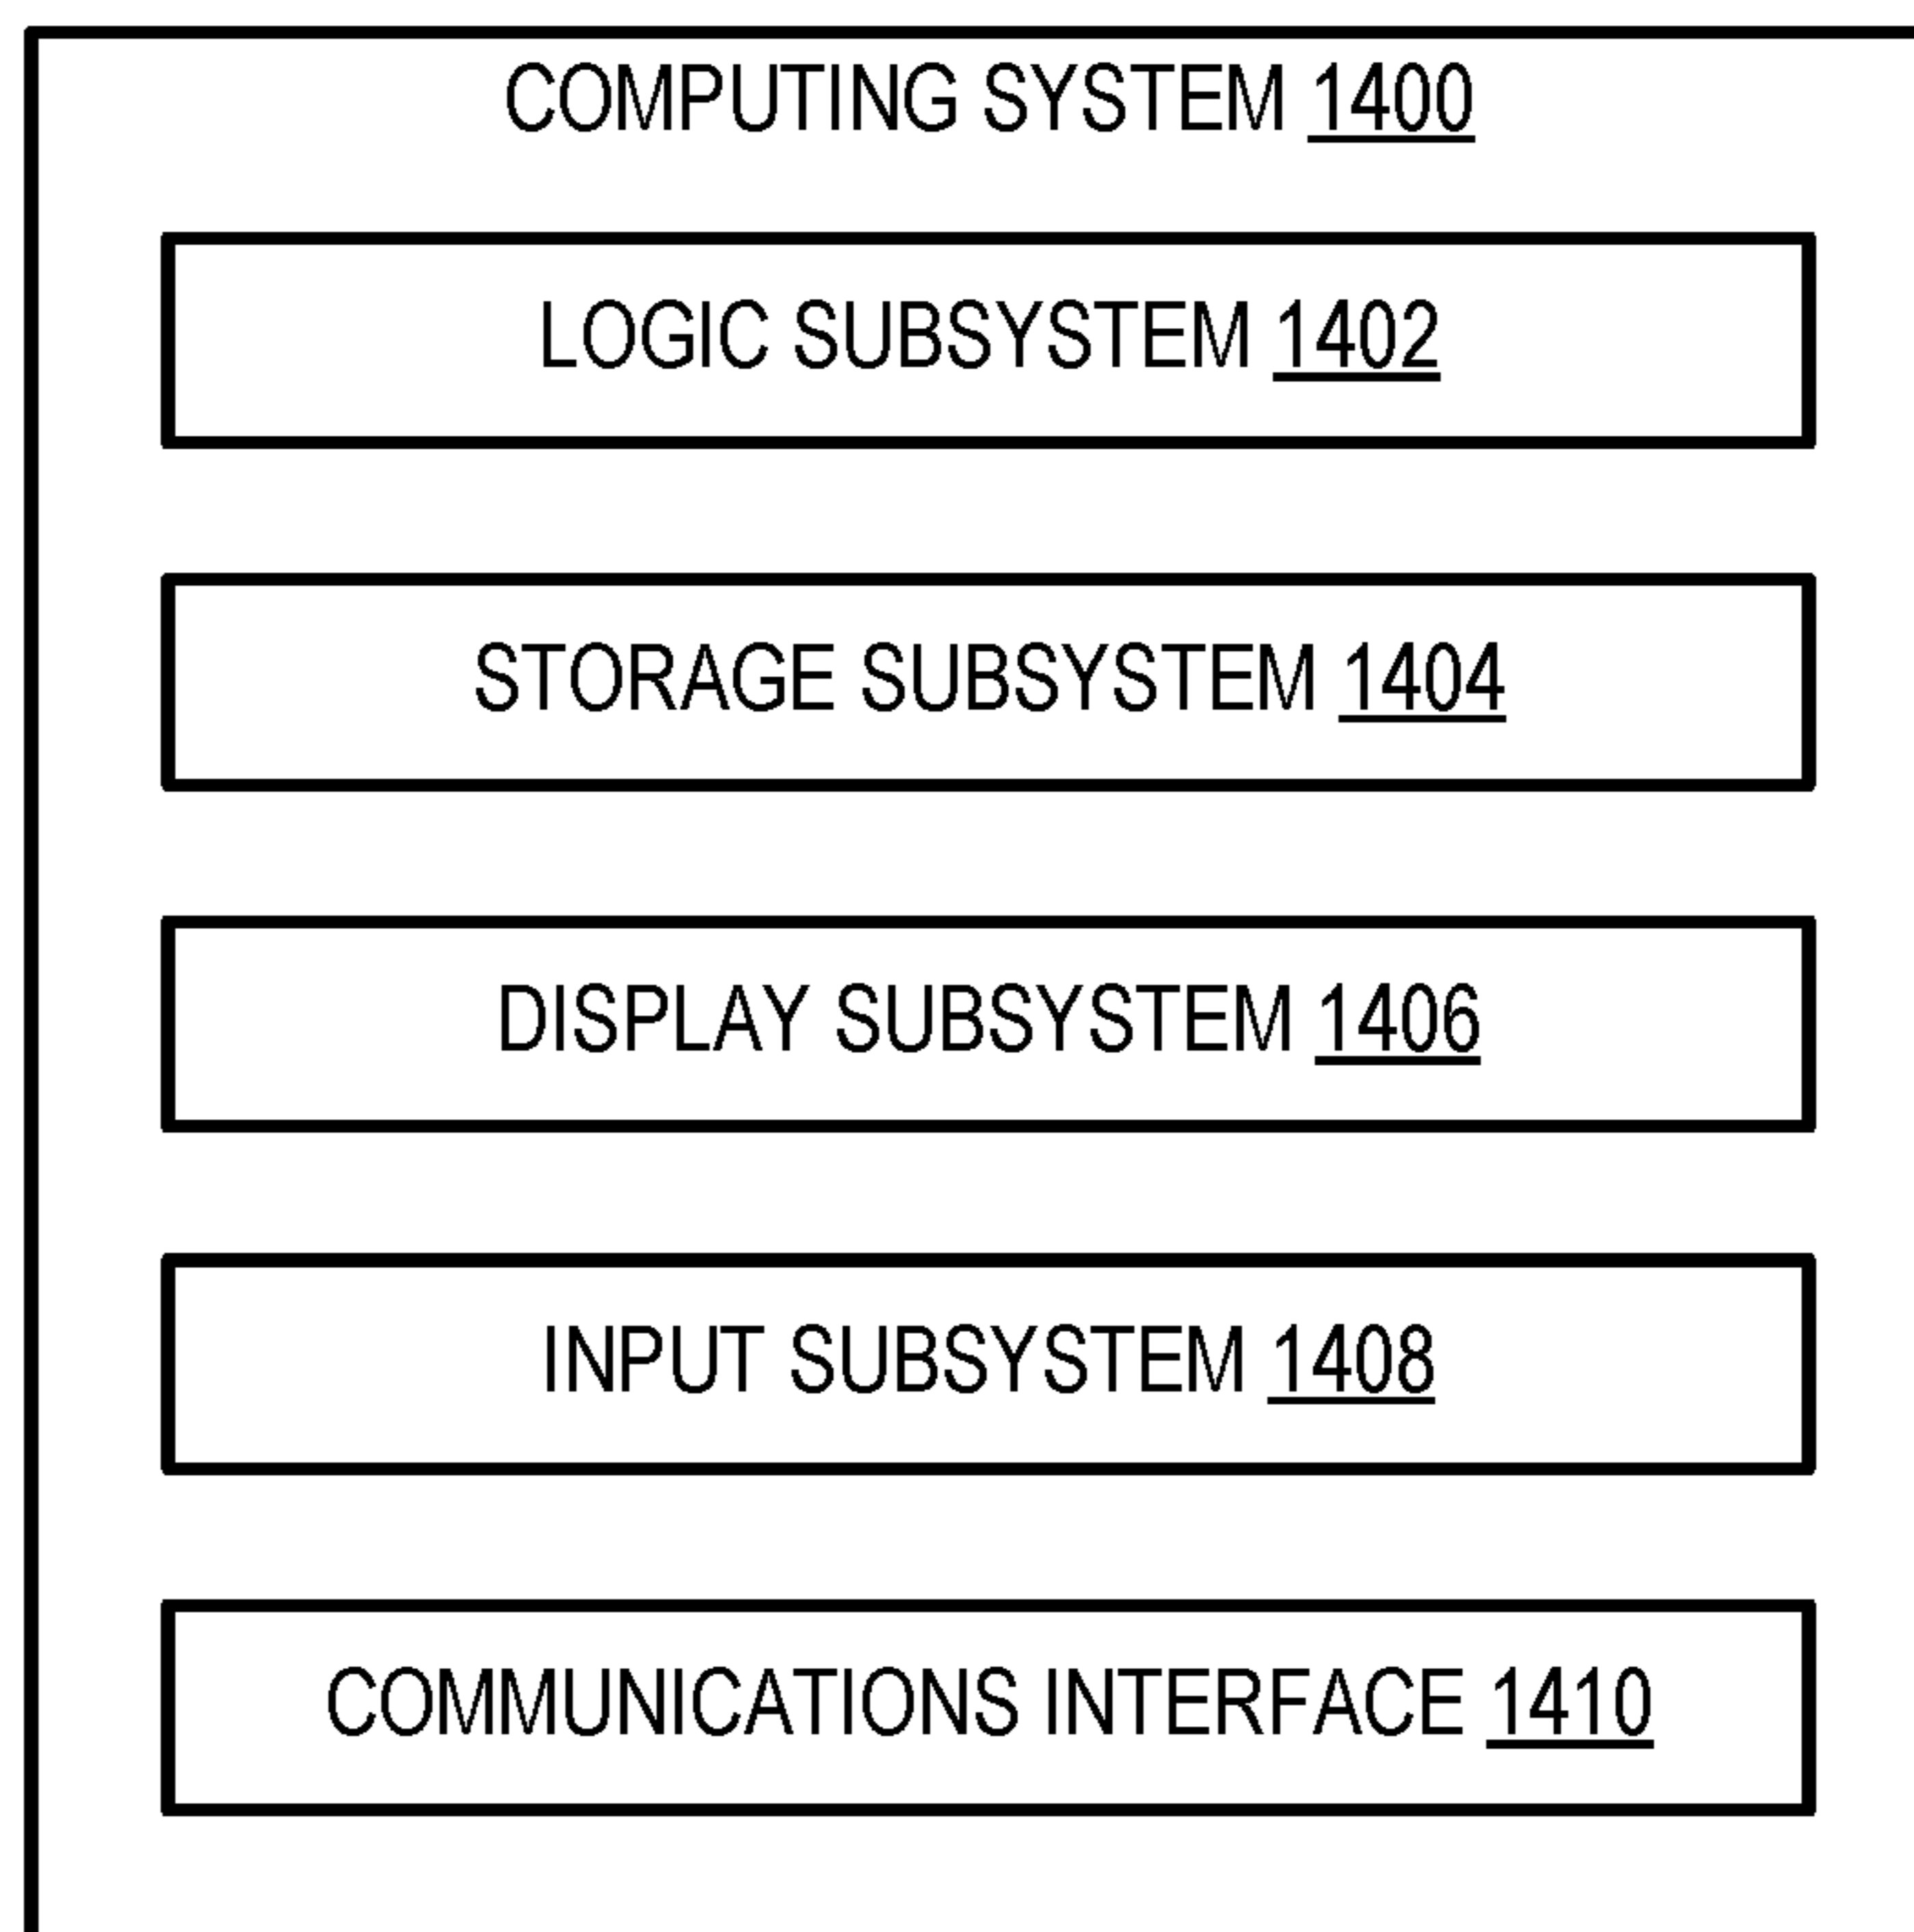 COMPUTING SYSTEM 1400
LOGIC SUBSYSTEM 1402
STORAGE SUBSYSTEM 1404
DISPLAY SUBSYSTEM 1406
INPUT SUBSYSTEM 1408
COMMUNICATIONS INTERFACE 1410